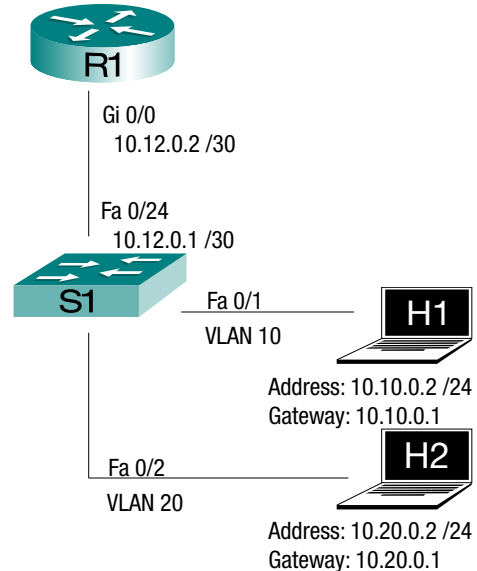 R1
Gi 0/0
10.12.0.2 /30
Fa 0/24
10.12.0.1 /30
S1
Fa 0/1
VLAN 10
H1
Address: 10.10.0.2 /24
Gateway: 10.10.0.1
Fa 0/2
VLAN 20
H2
Address: 10.20.0.2 /24
Gateway: 10.20.0.1